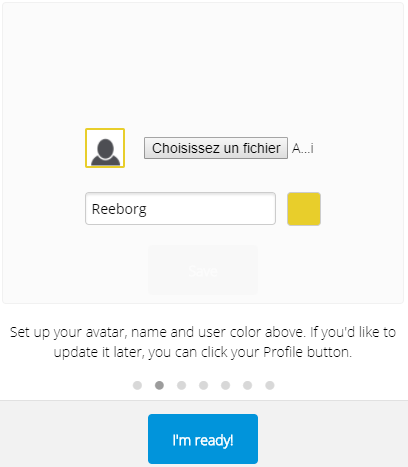 Choisissez un fichier A...i
Reeborg
Save
Set up your avatar, name and user color above. If you'd like to
update it later, you can click your Profile button.
I'm ready!